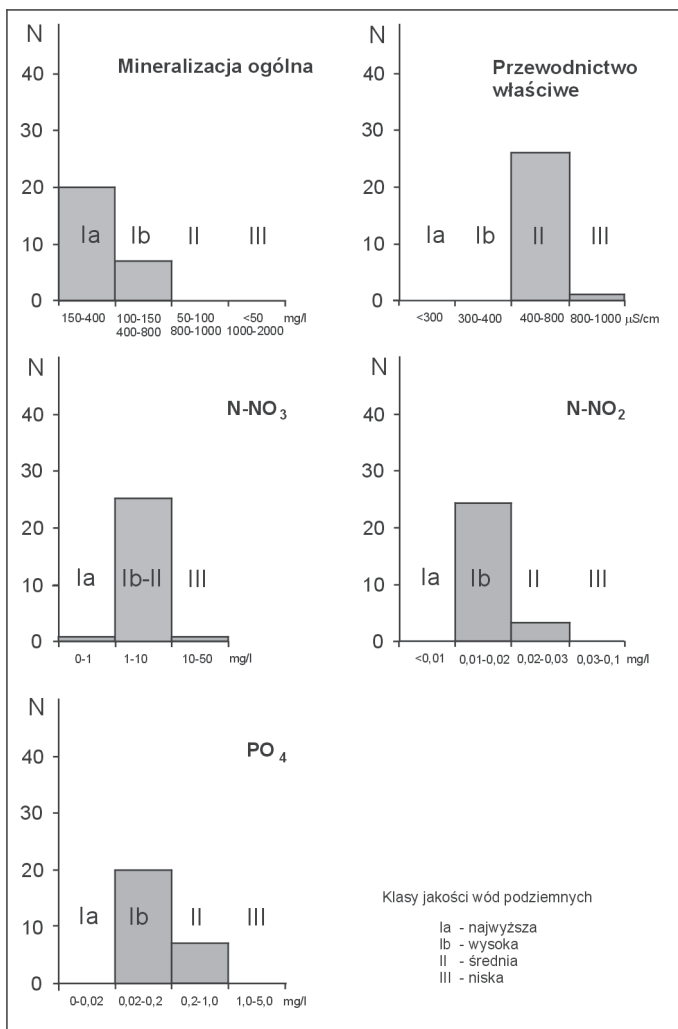 N
Mineralizacja ogólna
40
30
20
10
0
Ia Ib II III
150-400 100-150 50-100 <50 mg/l
400-800 800-1000 1000-2000
N
Przewodnictwo
właściwe
40
30
20
10
0
Ia Ib II III
<300 300-400 400-800 800-1000 µS/cm
N
N-NO3
40
30
20
10
0
Ia Ib-II III
0-1 1-10 10-50 mg/l
N
N-NO2
40
30
20
10
0
Ia Ib II III
<0,01 0,01-0,02 0,02-0,03 0,03-0,1 mg/l
N
PO4
40
30
20
10
0
Ia Ib II III
0-0,02 0,02-0,2 0,2-1,0 1,0-5,0 mg/l
Klasy jakości wód podziemnych
Ia - najwyższa
Ib - wysoka
II - średnia
III - niska